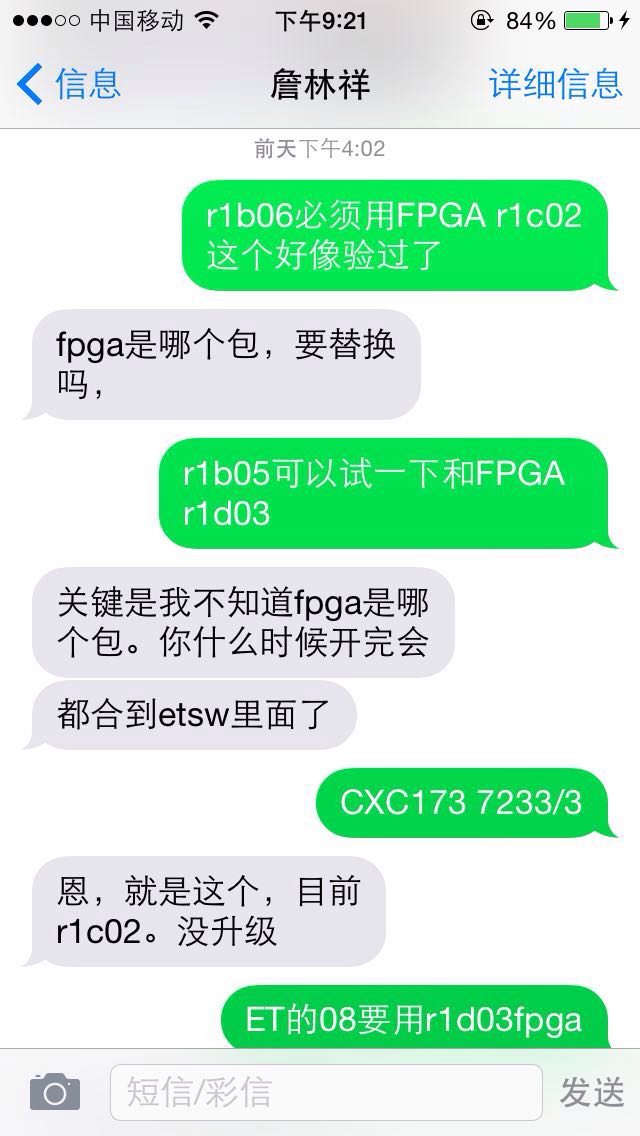 中国移动 下午9:21 84%
信息 詹林祥 详细信息
前天下午4:02
r1b06必须用FPGA r1c02
这个好像验过了
fpga是哪个包，要替换
吗，
r1b05可以试一下和FPGA
r1d03
关键是我不知道fpga是哪
个包。你什么时候开完会
都合到etsw里面了
CXC173 7233/3
恩，就是这个，目前
r1c02。没升级
ET的08要用r1d03fpga
短信/彩信 发送